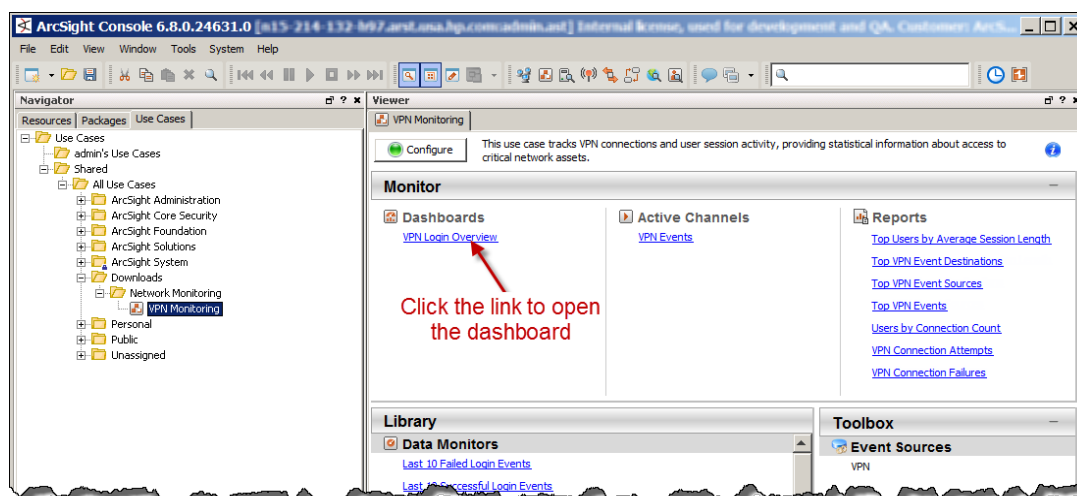 ArcSight Console 6.8.0.24631.0
File Edit View Window Tools System Help
Navigator
Resources Packages Use Cases
Use Cases
admin's Use Cases
Shared
All Use Cases
ArcSight Administration
ArcSight Core Security
ArcSight Foundation
ArcSight Solutions
ArcSight System
Downloads
Network Monitoring
VPN Monitoring
Personal
Public
Unassigned
Viewer
VPN Monitoring
Configure
This use case tracks VPN connections and user session activity, providing statistical information about access to
critical network assets.
Monitor
Dashboards
VPN Login Overview
Click the link to open
the dashboard
Active Channels
VPN Events
Reports
Top Users by Average Session Length
Top VPN Event Destinations
Top VPN Event Sources
Top VPN Events
Users by Connection Count
VPN Connection Attempts
VPN Connection Failures
Library
Data Monitors
Last 10 Failed Login Events
Last 10 Successful Login Events
Toolbox
Event Sources
VPN